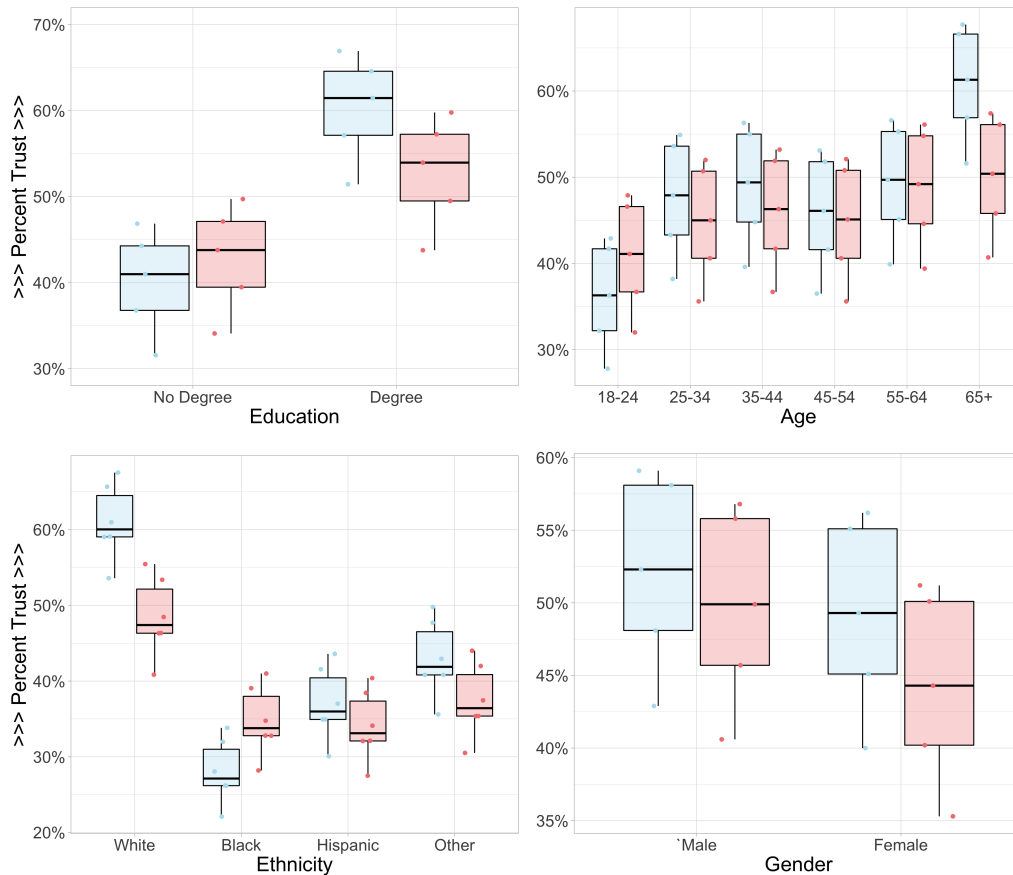 >>> Percent Trust >>>
70%
60%
50%
40%
30%
No Degree
Degree
Education
60%
50%
40%
30%
18-24
25-34
35-44
45-54
55-64
65+
Age
>>> Percent Trust >>>
60%
50%
40%
30%
20%
White
Black
Hispanic
Other
Ethnicity
60%
55%
50%
45%
40%
35%
`Male
Female
Gender